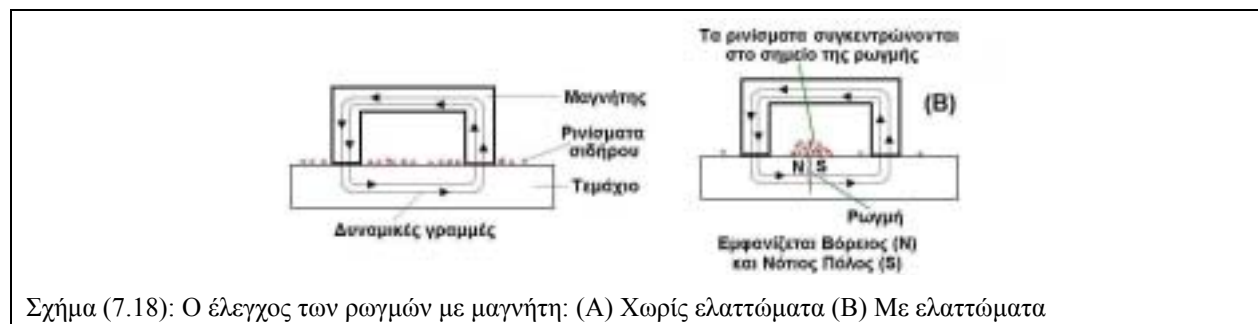 Μαγνήτης
Ρινίσματα
σιδήρου
Τεμάχιο
Δυναμικές γραμμές
Τα ρινίσματα συγκεντρώνονται
στο σημείο της ρωγμής
(B)
N S
Ρωγμή
Εμφανίζεται Βόρειος (N)
και Νότιος Πόλος (S)
Σχήμα (7.18): Ο έλεγχος των ρωγμών με μαγνήτη: (Α) Χωρίς ελαττώματα (Β) Με ελαττώματα